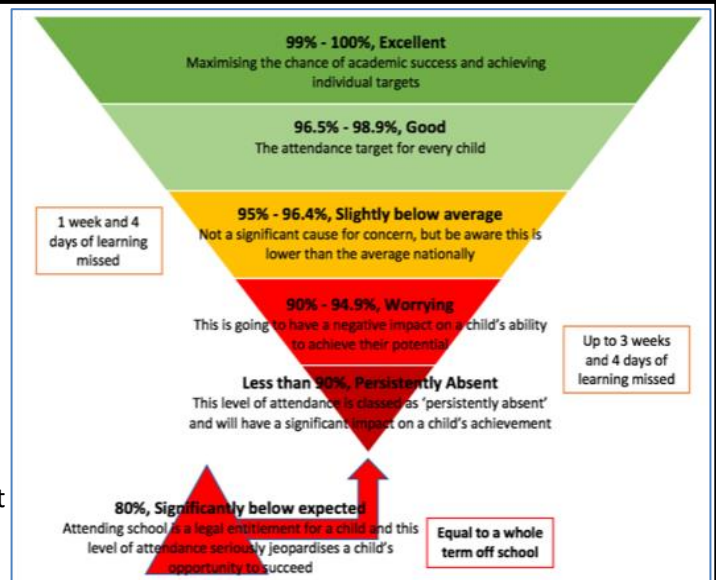 99% - 100%, Excellent
Maximising the chance of academic success and achieving
individual targets
96.5% - 98.9%, Good
The attendance target for every child
95% - 96.4%, Slightly below average
Not a significant cause for concern, but be aware this is
lower than the average nationally
1 week and 4
days of learning
missed
90% - 94.9%, Worrying
This is going to have a negative impact on a child's ability
to achieve their potential
Up to 3 weeks
and 4 days of
learning missed
Less than 90%, Persistently Absent
This level of attendance is classed as 'persistently absent'
and will have a significant impact on a child's achievement
80%, Significantly below expected
Attending school is a legal entitlement for a child and this
level of attendance seriously jeopardises a child's
opportunity to succeed
Equal to a whole
term off school
t